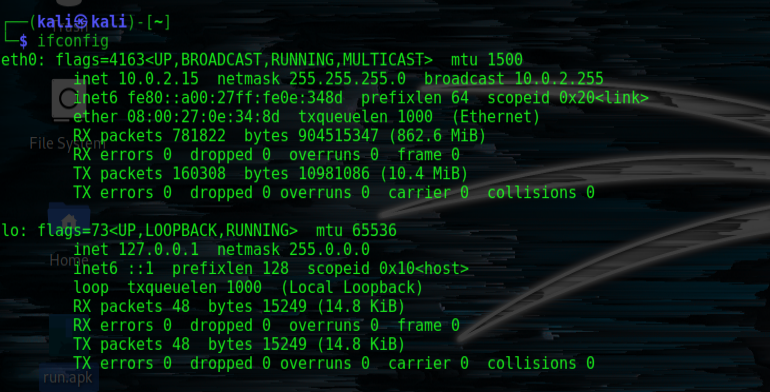 Trash
┌──(kali㉿kali)-[~]
└─$ ifconfig
eth0: flags=4163<UP,BROADCAST,RUNNING,MULTICAST>  mtu 1500
        inet 10.0.2.15  netmask 255.255.255.0  broadcast 10.0.2.255
        inet6 fe80::a00:27ff:fe0e:348d  prefixlen 64  scopeid 0x20<link>
        ether 08:00:27:0e:34:8d  txqueuelen 1000  (Ethernet)
        RX packets 781822  bytes 904515347 (862.6 MiB)
File System
        RX errors 0  dropped 0  overruns 0  frame 0
        TX packets 160308  bytes 10981086 (10.4 MiB)
        TX errors 0  dropped 0 overruns 0  carrier 0  collisions 0

lo: flags=73<UP,LOOPBACK,RUNNING>  mtu 65536
        inet 127.0.0.1  netmask 255.0.0.0
Home
        inet6 ::1  prefixlen 128  scopeid 0x10<host>
        loop  txqueuelen 1000  (Local Loopback)
        RX packets 48  bytes 15249 (14.8 KiB)
        RX errors 0  dropped 0  overruns 0  frame 0
        TX packets 48  bytes 15249 (14.8 KiB)
        TX errors 0  dropped 0 overruns 0  carrier 0  collisions 0
run.apk